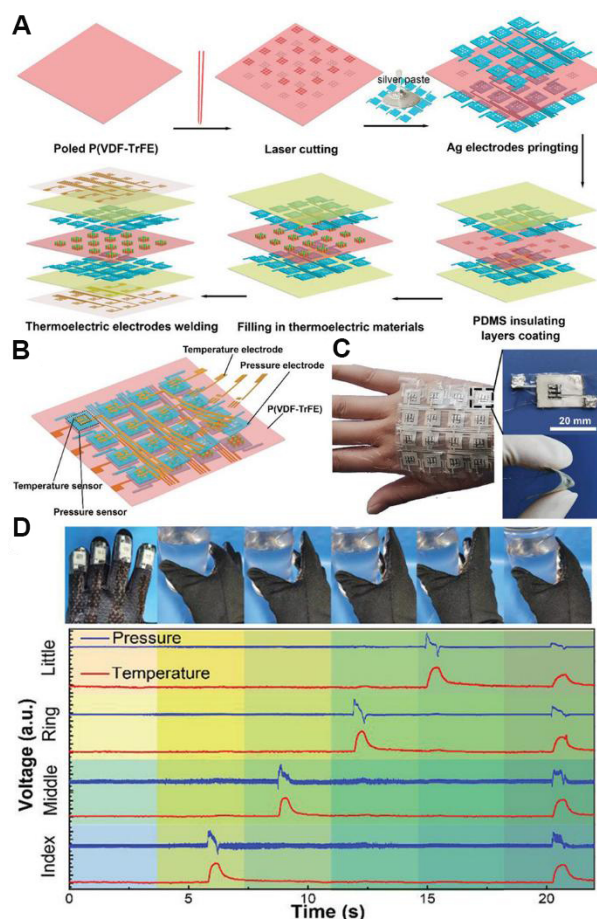 A
silver paste
Poled P(VDF-TrFE)
Laser cutting
Ag electrodes pringting
Thermoelectric electrodes welding
Filling in thermoelectric materials
PDMS insulating
layers coating
B
Temperature electrode
Pressure electrode
P(VDF-TrFE)
Temperature sensor
Pressure sensor
C
20 mm
D
Pressure
Temperature
Voltage (a.u.)
Little
Ring
Middle
Index
0
5
10
15
20
Time (s)